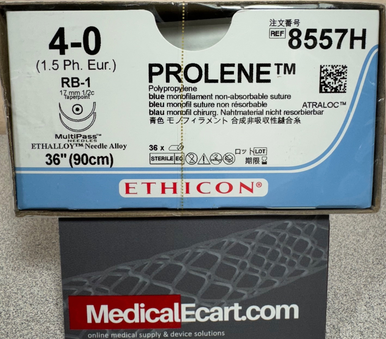 4-0
(1.5 Ph. Eur.)
RB-1
17 mm 1/2c
Taperpoint
MultiPass™
NEEDLES
ETHALLOY™ Needle Alloy
36" (90cm)
注文番号
REF 8557H
PROLENE™
Polypropylene
blue monofilament non-absorbable suture
bleu monofil suture non résorbable
blau monofil chirurg. Nahtmaterial nicht resorbierbar
青色 モノフィラメント 合成非吸収性縫合糸
ATRALOC™
36 x
STERILE EO
ロット LOT
期限
ETHICON®
MedicalEcart.com
online medical supply & device solutions